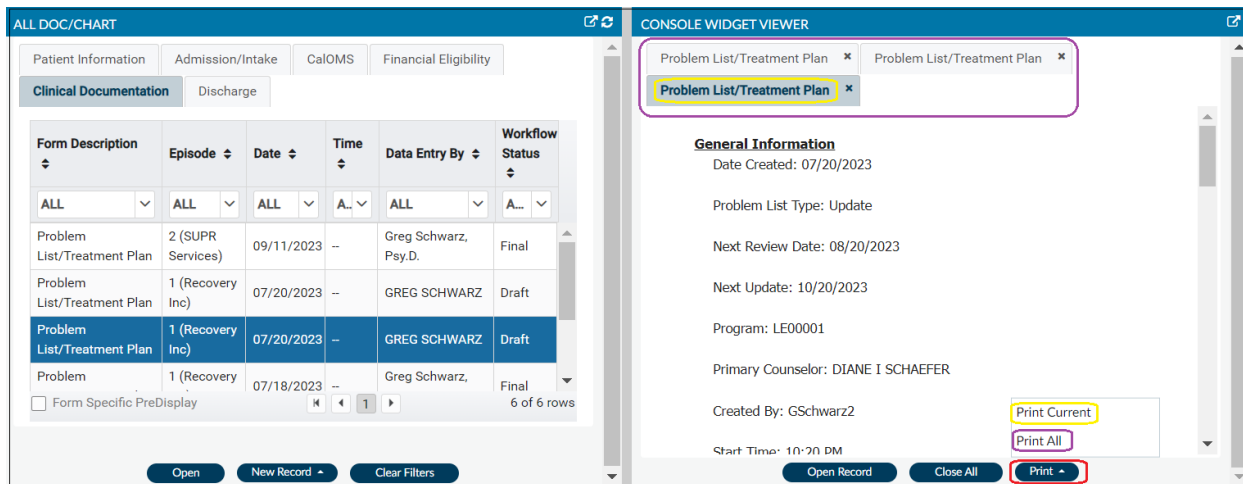 ALL DOC/CHART
Patient Information Admission/Intake CalOMS Financial Eligibility
Clinical Documentation Discharge
Form Description Episode Date Time Data Entry By Workflow Status
ALL ALL ALL A.. ALL A...
Problem List/Treatment Plan 2 (SUPR Services) 09/11/2023 -- Greg Schwarz, Psy.D. Final
Problem List/Treatment Plan 1 (Recovery Inc) 07/20/2023 -- GREG SCHWARZ Draft
Problem List/Treatment Plan 1 (Recovery Inc) 07/20/2023 -- GREG SCHWARZ Draft
Problem 1 (Recovery 07/18/2023 -- Greg Schwarz, Final
Form Specific PreDisplay 1 6 of 6 rows
Open New Record Clear Filters
CONSOLE WIDGET VIEWER
Problem List/Treatment Plan × Problem List/Treatment Plan ×
Problem List/Treatment Plan ×
General Information
Date Created: 07/20/2023
Problem List Type: Update
Next Review Date: 08/20/2023
Next Update: 10/20/2023
Program: LE00001
Primary Counselor: DIANE I SCHAEFER
Created By: GSchwarz2
Start Time: 10:20 PM
Print Current
Print All
Open Record Close All Print